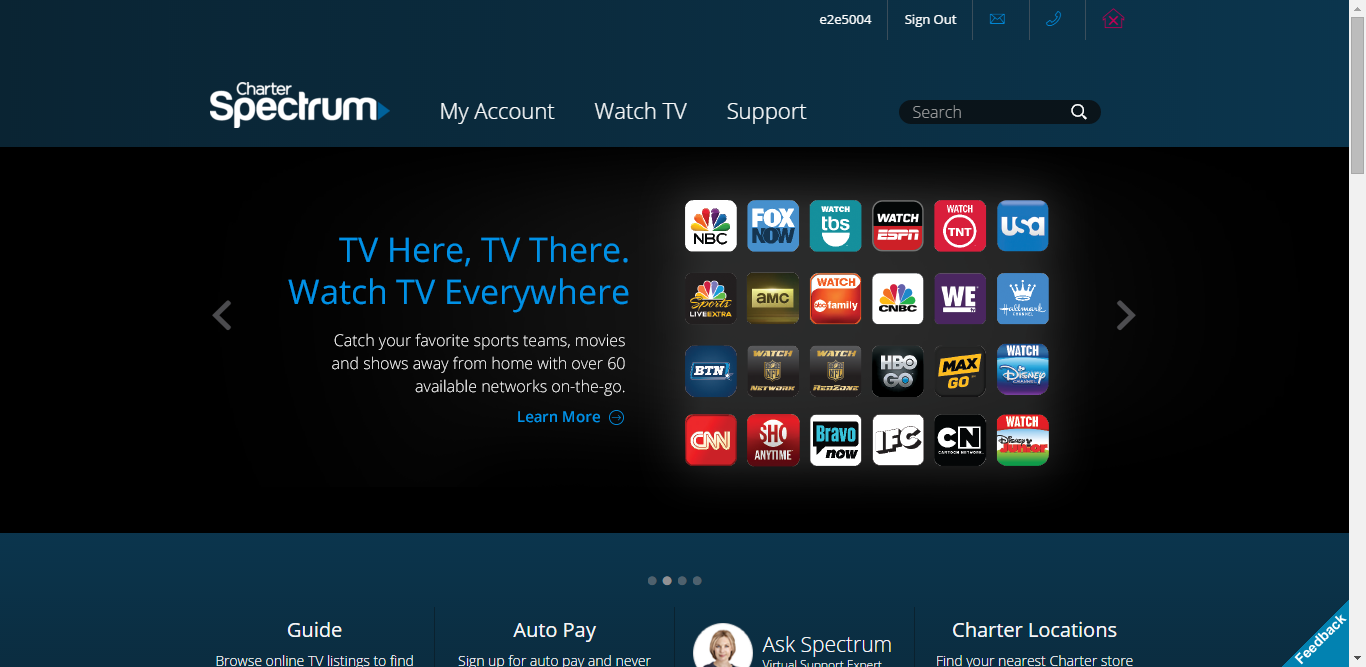 e2e5004
Sign Out
Charter
Spectrum
My Account
Watch TV
Support
Search
TV Here, TV There.
Watch TV Everywhere
Catch your favorite sports teams, movies
and shows away from home with over 60
available networks on-the-go.
Learn More
NBC
FOX
NOW
WATCH
tbs
WATCH
ESPN
WATCH
TNT
usa
Sports
LIVE EXTRA
aMC
WATCH
abc family
CNBC
WE
tv
Hallmark
CHANNEL
BTN
WATCH
NFL
NETWORK
WATCH
NFL
REDZONE
HBO
GO
MAX
GO
WATCH
Disney
CHANNEL
CNN
SHO
ANYTIME
Bravo
now
IFC
CN
CARTOON NETWORK
WATCH
Disney
Junior
Guide
Auto Pay
Ask Spectrum
Charter Locations
Browse online TV listings to find
Sign up for auto pay and never
Virtual Support Expert
Find your nearest Charter store
Feedback